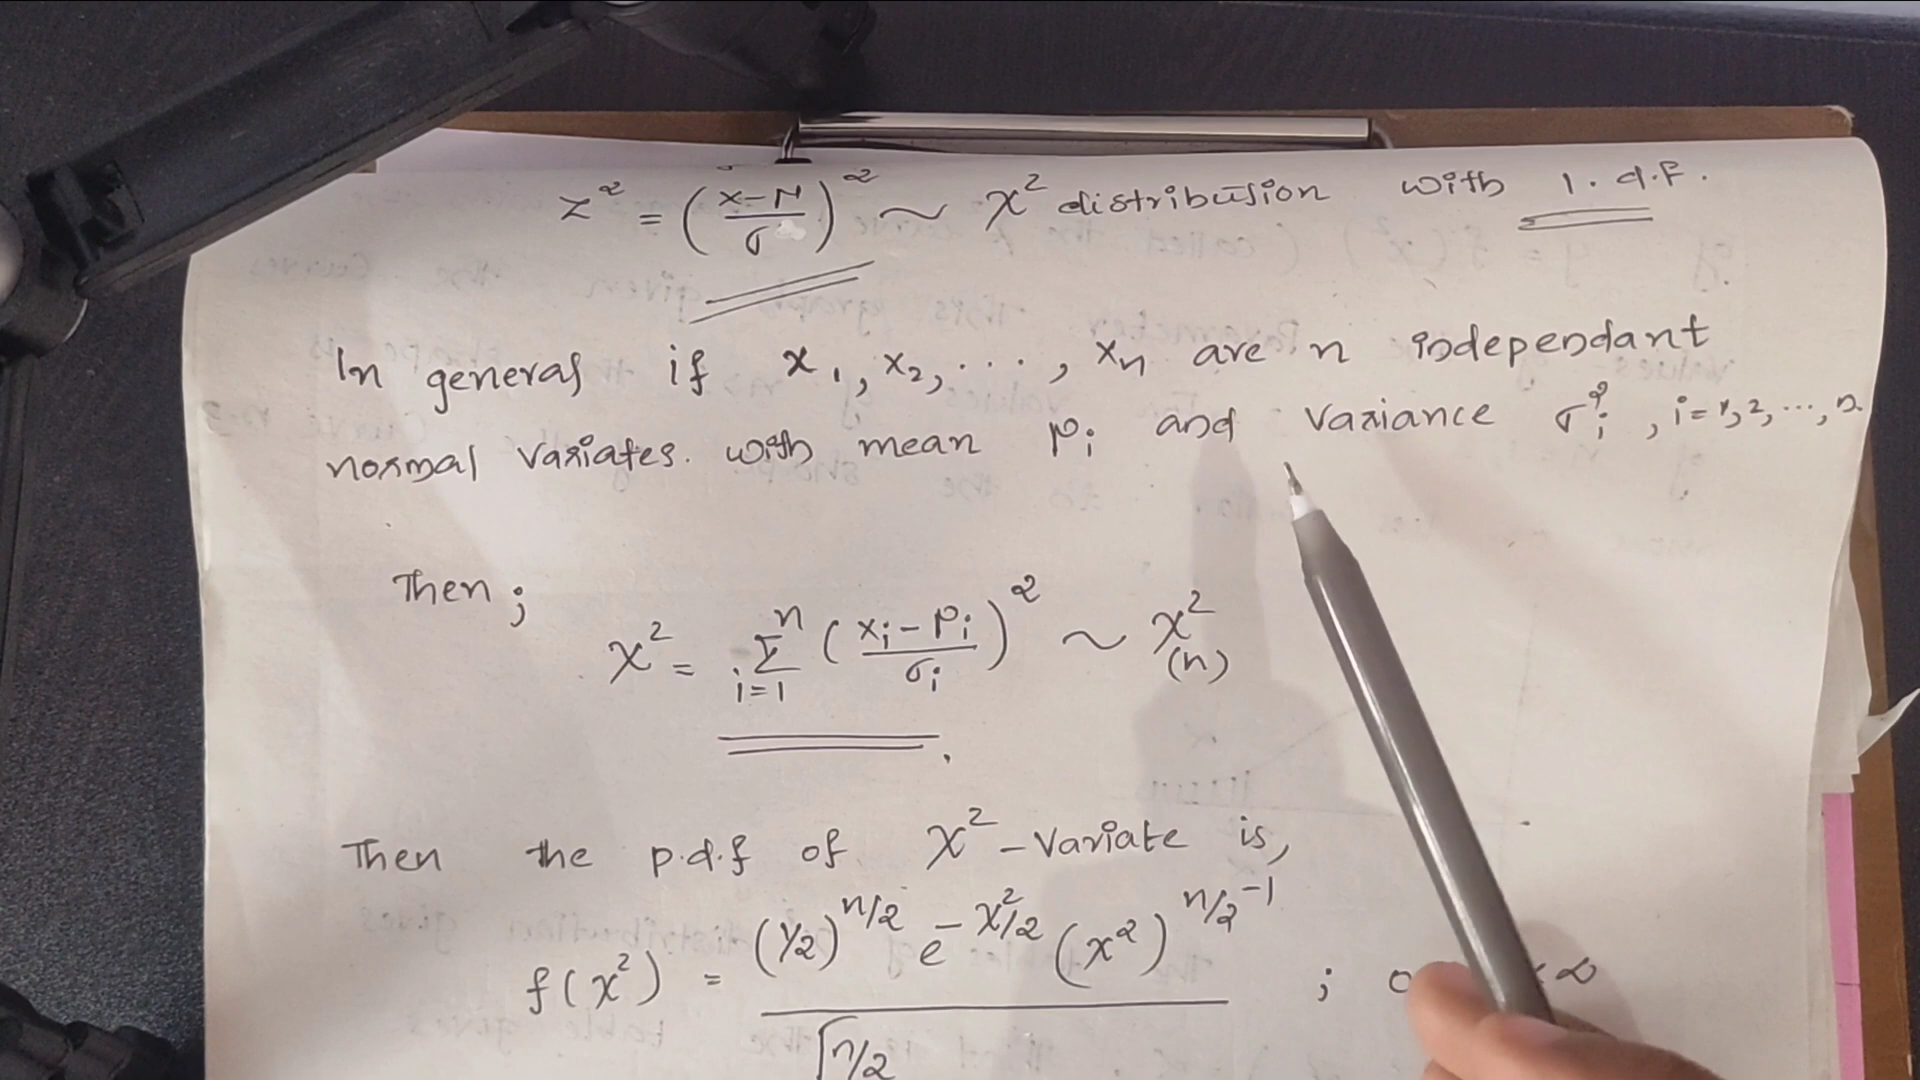 z² = (x-μ/σ)² ~ χ² distribution with 1. d.f.
In general if x₁, x₂, ..., xn are n independant
normal variates. with mean μi and variance σi², i=1,2,...,n.
Then;
χ² = Σ i=1 n (xi-μi/σi)² ~ χ²(n)
Then the p.d.f of χ²-variate is,
f(χ²) = (1/2)^n/2 e^-χ²/2 (χ²)^n/2-1 / Γn/2 ; <∞